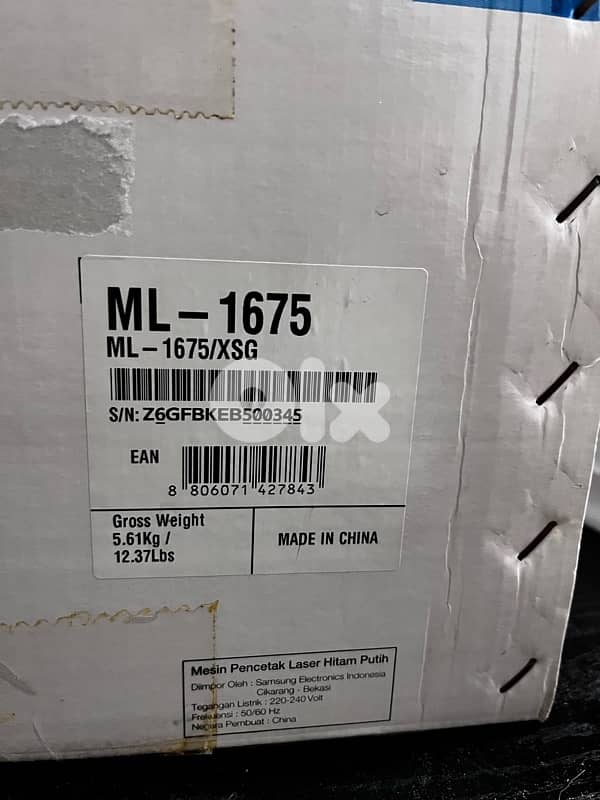 ML-1675
ML-1675/XSG
S/N: Z6GFBKEB500345
EAN
8 806071 427843
Gross Weight
5.61Kg /
12.37Lbs
MADE IN CHINA
olx
Mesin Pencetak Laser Hitam Putih
Diimpor Oleh : Samsung Electronics Indonesia
Cikarang - Bekasi
Tegangan Listrik : 220-240 Volt
Frekuensi : 50/60 Hz
Negara Pembuat : China